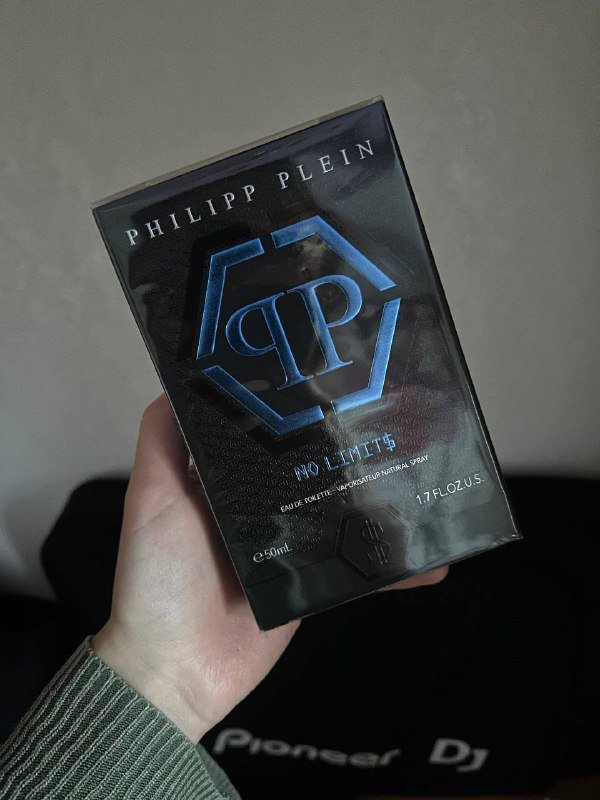 PHILIPP PLEIN
PP
NO LIMIT$
EAU DE TOILETTE - VAPORISATEUR NATURAL SPRAY
1.7 FL.OZ.U.S.
℮50mL
$
Pioneer Dj